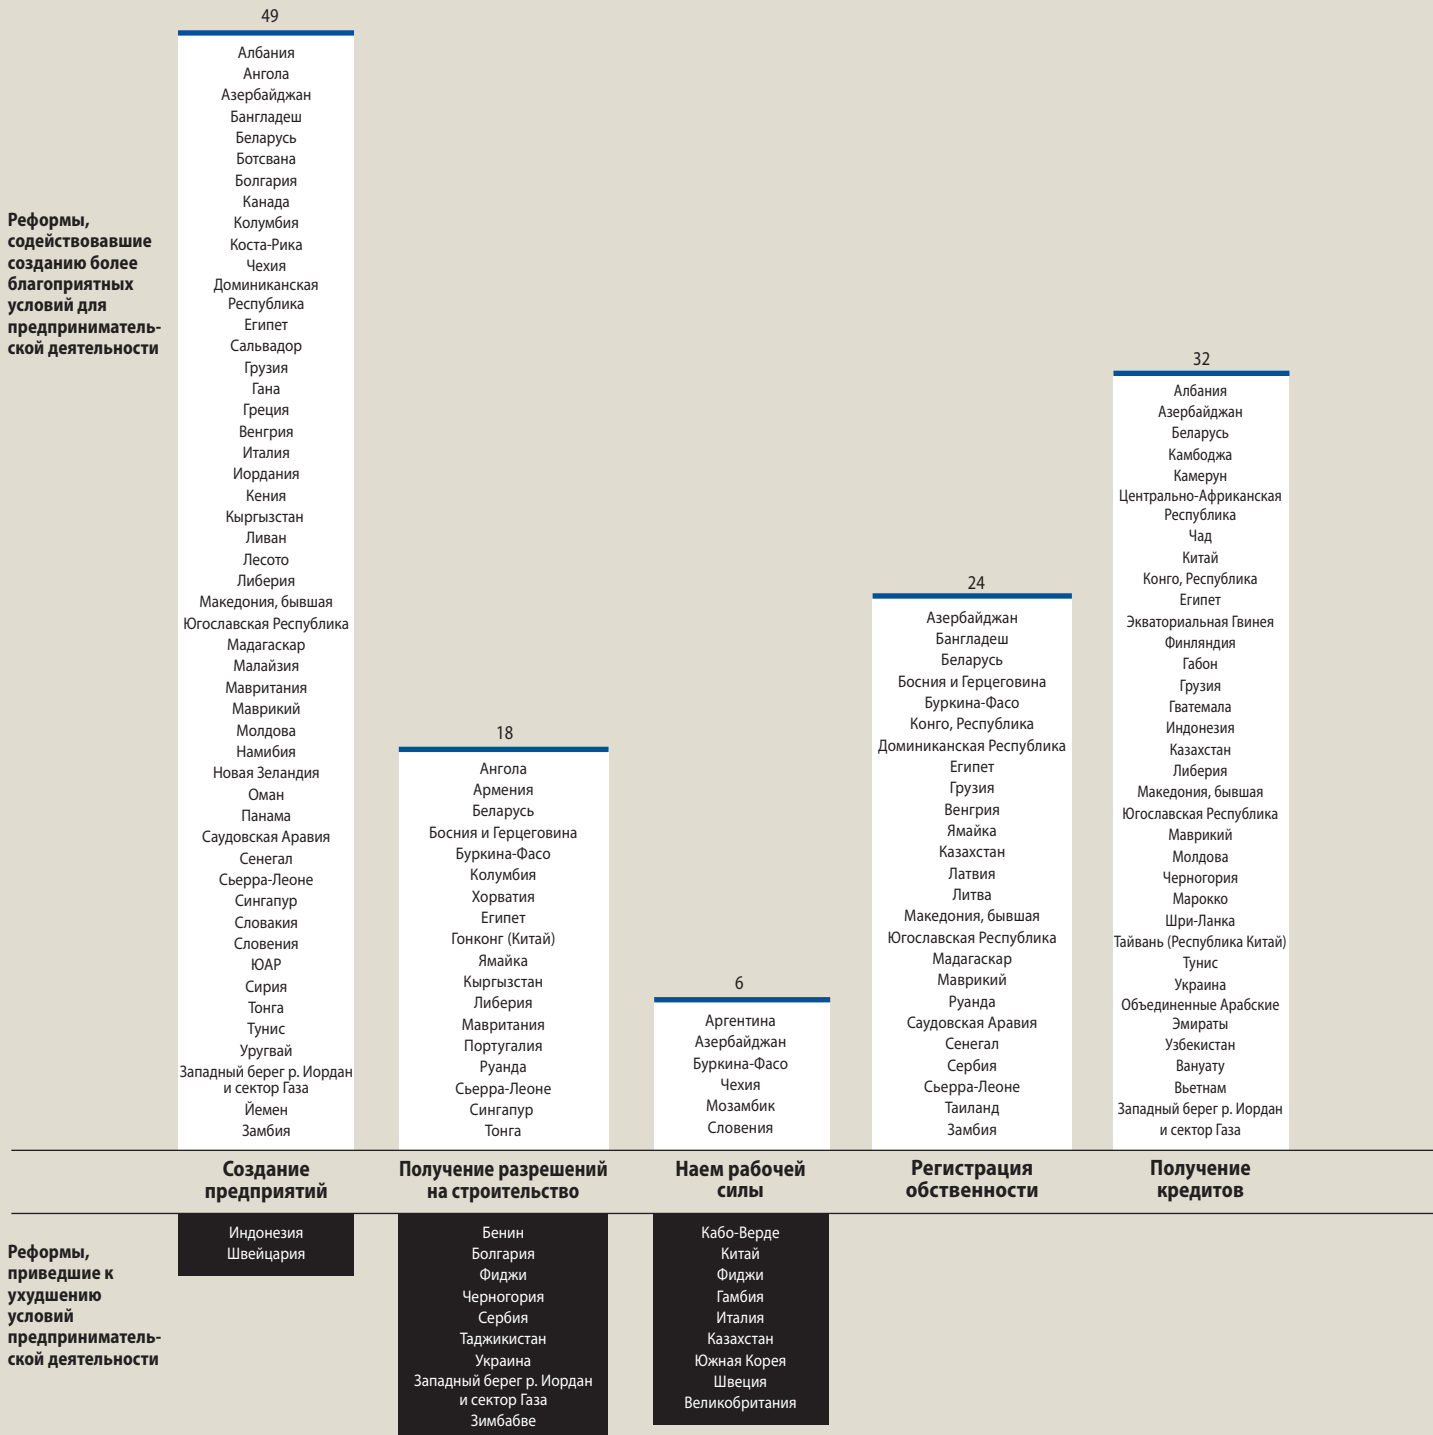 Реформы,
содействовавшие
созданию более
благоприятных
условий для
предприниматель-
ской деятельности
49
Албания
Ангола
Азербайджан
Бангладеш
Беларусь
Ботсвана
Болгария
Канада
Колумбия
Коста-Рика
Чехия
Доминиканская
Республика
Египет
Сальвадор
Грузия
Гана
Греция
Венгрия
Италия
Иордания
Кения
Кыргызстан
Ливан
Лесото
Либерия
Македония, бывшая
Югославская Республика
Мадагаскар
Малайзия
Мавритания
Маврикий
Молдова
Намибия
Новая Зеландия
Оман
Панама
Саудовская Аравия
Сенегал
Сьерра-Леоне
Сингапур
Словакия
Словения
ЮАР
Сирия
Тонга
Тунис
Уругвай
Западный берег р. Иордан
и сектор Газа
Йемен
Замбия
18
Ангола
Армения
Беларусь
Босния и Герцеговина
Буркина-Фасо
Колумбия
Хорватия
Египет
Гонконг (Китай)
Ямайка
Кыргызстан
Либерия
Мавритания
Португалия
Руанда
Сьерра-Леоне
Сингапур
Тонга
6
Аргентина
Азербайджан
Буркина-Фасо
Чехия
Мозамбик
Словения
24
Азербайджан
Бангладеш
Беларусь
Босния и Герцеговина
Буркина-Фасо
Конго, Республика
Доминиканская Республика
Египет
Грузия
Венгрия
Ямайка
Казахстан
Латвия
Литва
Македония, бывшая
Югославская Республика
Мадагаскар
Маврикий
Руанда
Саудовская Аравия
Сенегал
Сербия
Сьерра-Леоне
Таиланд
Замбия
32
Албания
Азербайджан
Беларусь
Камбоджа
Камерун
Центрально-Африканская
Республика
Чад
Китай
Конго, Республика
Египет
Экваториальная Гвинея
Финляндия
Габон
Грузия
Гватемала
Индонезия
Казахстан
Либерия
Македония, бывшая
Югославская Республика
Маврикий
Молдова
Черногория
Марокко
Шри-Ланка
Тайвань (Республика Китай)
Тунис
Украина
Объединенные Арабские
Эмираты
Узбекистан
Вануату
Вьетнам
Западный берег р. Иордан
и сектор Газа
Создание
предприятий
Получение разрешений
на строительство
Наем рабочей
силы
Регистрация
обственности
Получение
кредитов
Реформы,
приведшие к
ухудшению
условий
предприниматель-
ской деятельности
Индонезия
Швейцария
Бенин
Болгария
Фиджи
Черногория
Сербия
Таджикистан
Украина
Западный берег р. Иордан
и сектор Газа
Зимбабве
Кабо-Верде
Китай
Фиджи
Гамбия
Италия
Казахстан
Южная Корея
Швеция
Великобритания